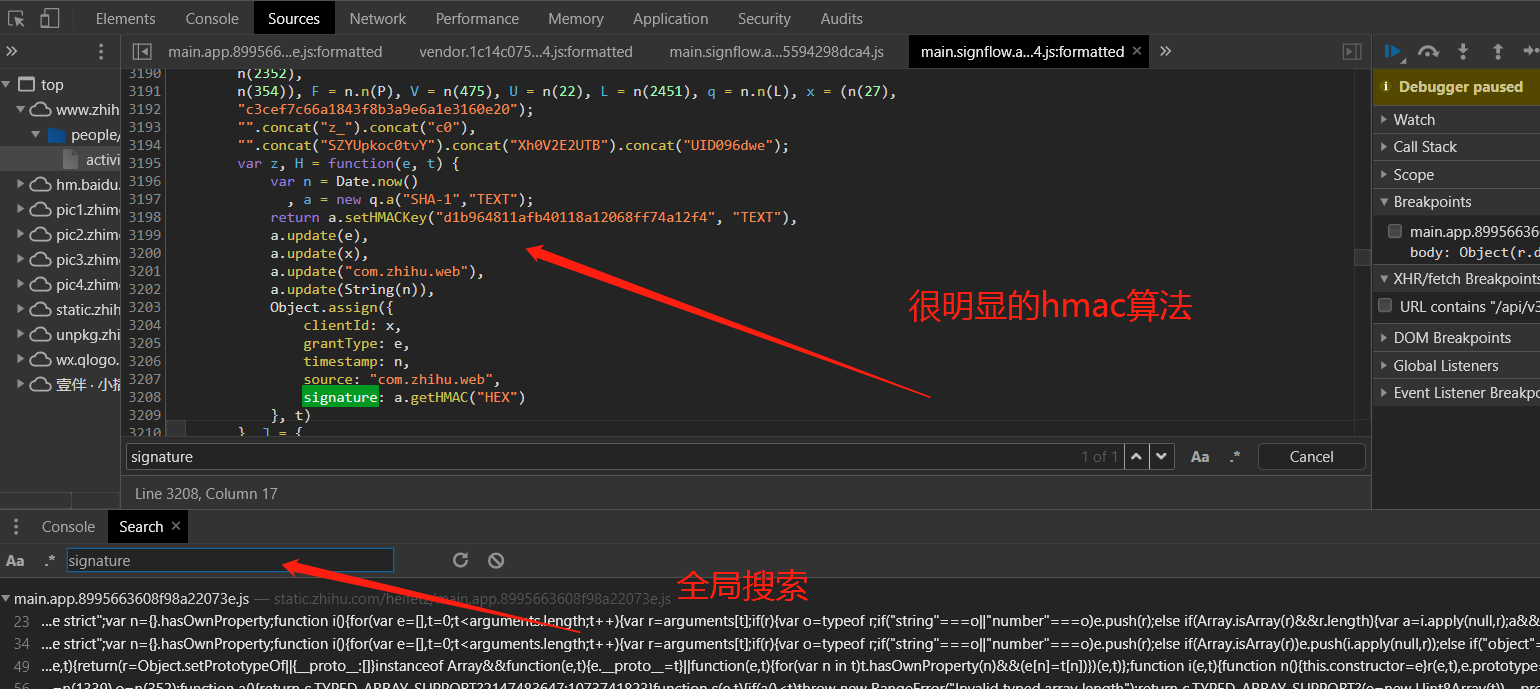 Elements Console Sources Network Performance Memory Application Security Audits
main.app.899566...e.js:formatted vendor.1c14c075...4.js:formatted main.signflow.a...5594298dca4.js main.signflow.a...4.js:formatted × »
top
www.zhih
people/
activi
hm.baidu.
pic1.zhim
pic2.zhim
pic3.zhim
pic4.zhim
static.zhih
unpkg.zhi
wx.qlogo.
壹伴 · 小插
3190 n(2352),
3191 n(354)), F = n.n(P), V = n(475), U = n(22), L = n(2451), q = n.n(L), x = (n(27),
3192 "c3cef7c66a1843f8b3a9e6a1e3160e20");
3193 "".concat("z_").concat("c0"),
3194 "".concat("SZYUpkoc0tvY").concat("Xh0V2E2UTB").concat("UID096dwe");
3195 var z, H = function(e, t) {
3196 var n = Date.now()
3197 , a = new q.a("SHA-1","TEXT");
3198 return a.setHMACKey("d1b964811afb40118a12068ff74a12f4", "TEXT"),
3199 a.update(e),
3200 a.update(x),
3201 a.update("com.zhihu.web"),
3202 a.update(String(n)),
3203 Object.assign({
3204 clientId: x,
3205 grantType: e,
3206 timestamp: n,
3207 source: "com.zhihu.web",
3208 signature: a.getHMAC("HEX")
3209 }, t)
3210 } J = {
很明显的hmac算法
signature 1 of 1 Aa .* Cancel
Line 3208, Column 17
Debugger paused
Watch
Call Stack
Scope
Breakpoints
main.app.89956636
body: Object(r.d
XHR/fetch Breakpoints
URL contains "/api/v3
DOM Breakpoints
Global Listeners
Event Listener Breakpo
Console Search ×
Aa .* signature
全局搜索
main.app.8995663608f98a22073e.js — static.zhihu.com/heifetz/main.app.8995663608f98a22073e.js
23 ...e strict";var n={}.hasOwnProperty;function i(){for(var e=[],t=0;t<arguments.length;t++){var r=arguments[t];if(r){var o=typeof r;if("string"===o||"number"===o)e.push(r);else if(Array.isArray(r)&&r.length){var a=i.apply(null,r);a&&
34 ...e strict";var n={}.hasOwnProperty;function i(){for(var e=[],t=0;t<arguments.length;t++){var r=arguments[t];if(r){var o=typeof r;if("string"===o||"number"===o)e.push(r);else if(Array.isArray(r))e.push(i.apply(null,r));else if("object"=
49 ...e,t){return(r=Object.setPrototypeOf||{__proto__:[]}instanceof Array&&function(e,t){e.__proto__=t}||function(e,t){for(var n in t)t.hasOwnProperty(n)&&(e[n]=t[n])})(e,t)};function i(e,t){function n(){this.constructor=e}r(e,t),e.prototype=